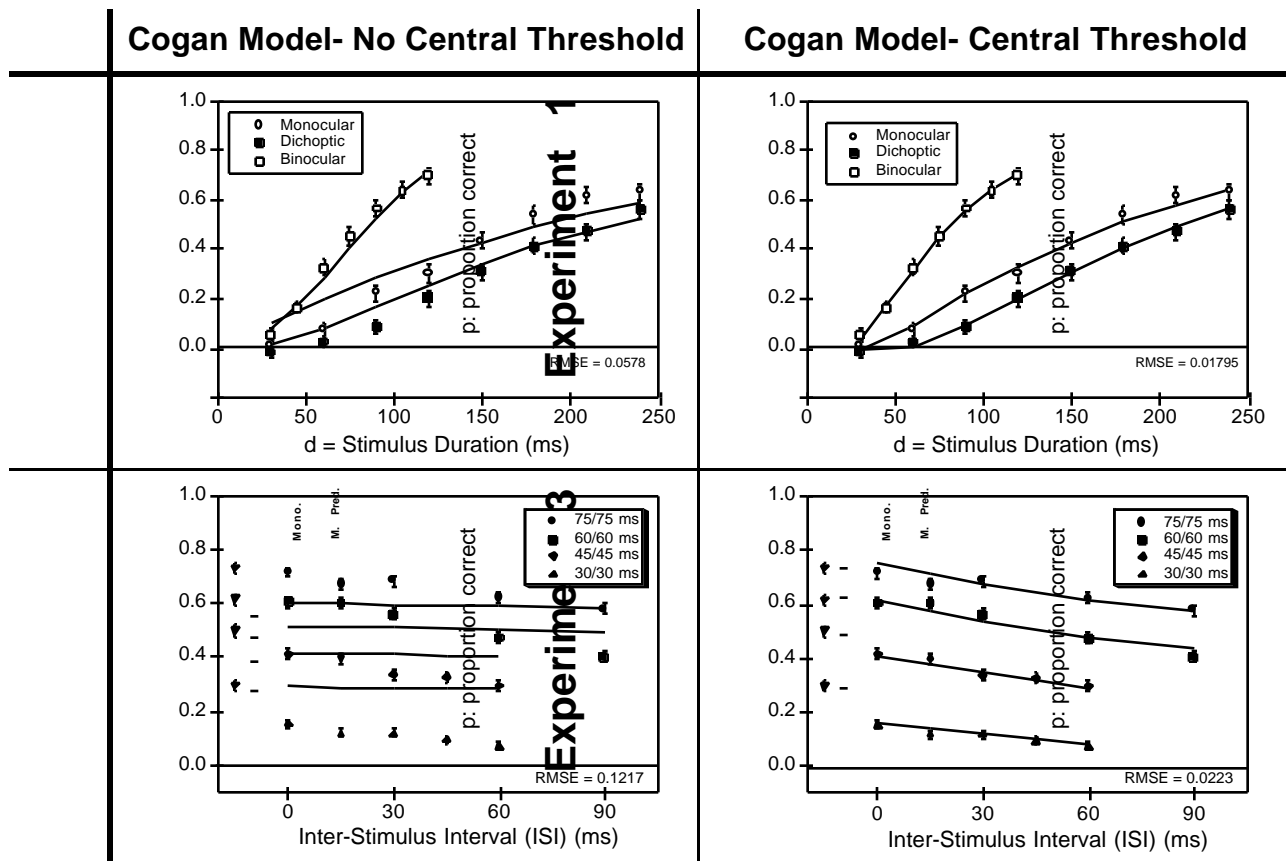 Cogan Model- No Central Threshold
Cogan Model- Central Threshold
1.0
0.8
0.6
0.4
0.2
0.0
Monocular
Dichoptic
Binocular
p: proportion correct
Experiment 1
RMSE = 0.0578
0
50
100
150
200
250
d = Stimulus Duration (ms)
1.0
0.8
0.6
0.4
0.2
0.0
Monocular
Dichoptic
Binocular
p: proportion correct
RMSE = 0.01795
0
50
100
150
200
250
d = Stimulus Duration (ms)
1.0
0.8
0.6
0.4
0.2
0.0
Mono.
M. Pred.
75/75 ms
60/60 ms
45/45 ms
30/30 ms
p: proportion correct
Experiment 3
RMSE = 0.1217
0
30
60
90
Inter-Stimulus Interval (ISI) (ms)
1.0
0.8
0.6
0.4
0.2
0.0
Mono.
M. Pred.
75/75 ms
60/60 ms
45/45 ms
30/30 ms
p: proportion correct
RMSE = 0.0223
0
30
60
90
Inter-Stimulus Interval (ISI) (ms)